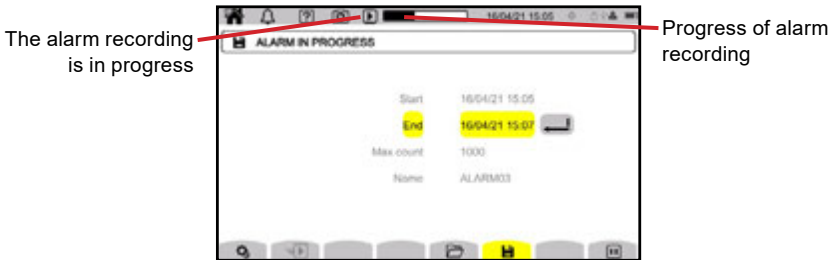 16/04/21 15:05
The alarm recording
is in progress
Progress of alarm
recording
ALARM IN PROGRESS
Start 16/04/21 15:05
End 16/04/21 15:07
Max count 1000
Name ALARM03